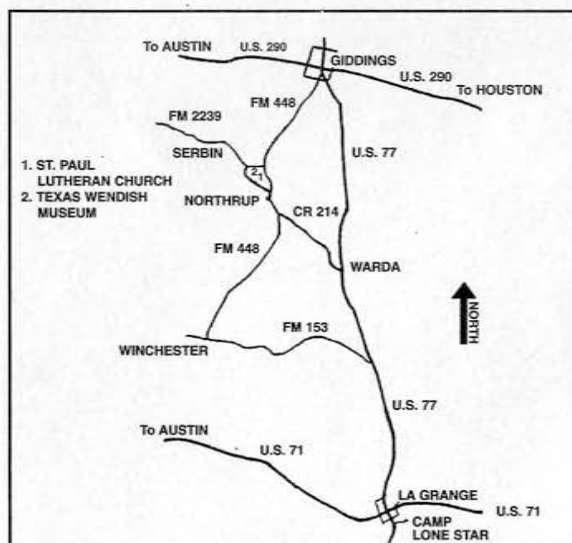 To AUSTIN
U.S. 290
GIDDINGS
U.S. 290
To HOUSTON
FM 448
FM 2239
U.S. 77
SERBIN
1. ST. PAUL
LUTHERAN CHURCH
2. TEXAS WENDISH
MUSEUM
2
1
NORTHRUP
CR 214
FM 448
WARDA
NORTH
FM 153
WINCHESTER
U.S. 77
To AUSTIN
U.S. 71
LA GRANGE
U.S. 71
CAMP
LONE STAR